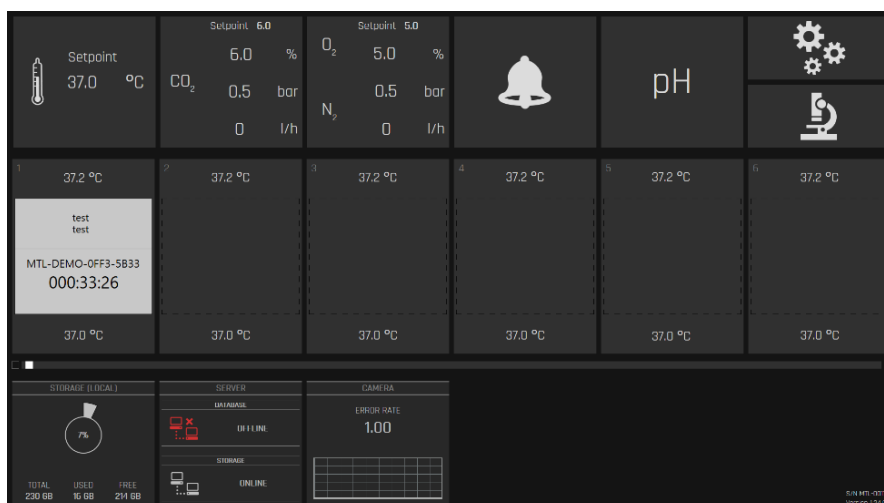 Setpoint
37.0 °C
Setpoint 6.0
6.0 %
CO2
0.5 bar
0 l/h
Setpoint 5.0
O2
5.0 %
0.5 bar
N2
0 l/h
pH
1
37.2 °C
test
test
MTL-DEMO-0FF3-5B33
000:33:26
37.0 °C
2
37.2 °C
37.0 °C
3
37.2 °C
37.0 °C
4
37.2 °C
37.0 °C
5
37.2 °C
37.0 °C
6
37.2 °C
37.0 °C
STORAGE (LOCAL)
7%
TOTAL USED FREE
230 GB 16 GB 214 GB
SERVER
DATABASE
OFFLINE
STORAGE
ONLINE
CAMERA
ERROR RATE
1.00
S/N MTL-
Version